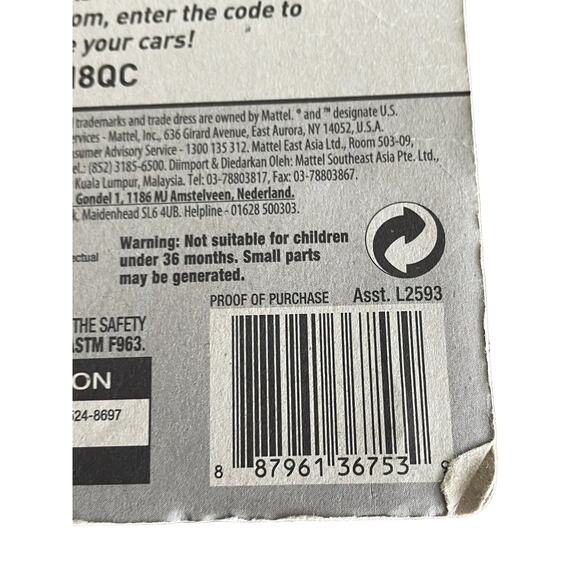 om, enter the code to
your cars!
18QC
trademarks and trade dress are owned by Mattel. ® and ™ designate U.S.
Mattel, Inc., 636 Girard Avenue, East Aurora, NY 14052, U.S.A.
Advisory Service - 1300 135 312. Mattel East Asia Ltd., Room 503-09,
el.: (852) 3185-6500. Diimport & Diedarkan Oleh: Mattel Southeast Asia Pte. Ltd.,
Kuala Lumpur, Malaysia. Tel: 03-78803817, Fax: 03-78803867.
Gondel 1, 1186 MJ Amstelveen, Nederland.
Maidenhead SL6 4UB. Helpline - 01628 500303.
ectual
Warning: Not suitable for children
under 36 months. Small parts
may be generated.
PROOF OF PURCHASE Asst. L2593
THE SAFETY
ASTM F963.
ON
524-8697
8 87961 36753 9